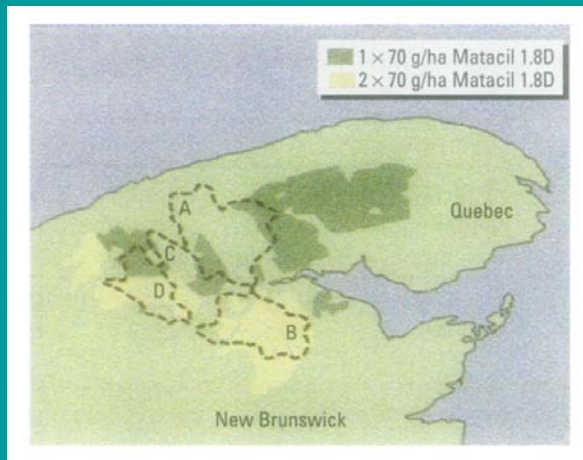 1 × 70 g/ha Matacil 1.8D
2 × 70 g/ha Matacil 1.8D
A
Quebec
C
D
B
New Brunswick